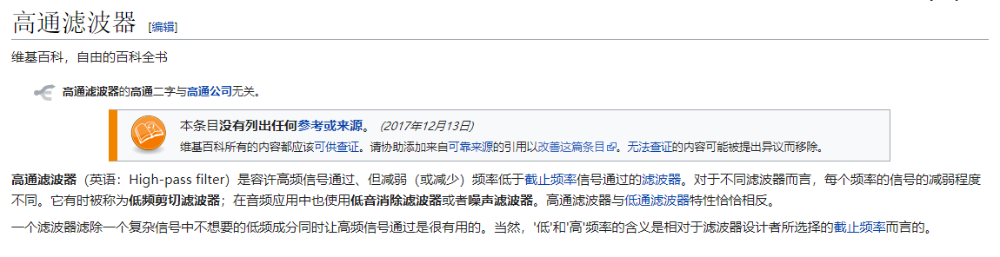 高通滤波器 [编辑]
维基百科，自由的百科全书
高通滤波器的高通二字与高通公司无关。
本条目没有列出任何参考或来源。 (2017年12月13日)
维基百科所有的内容都应该可供查证。请协助添加来自可靠来源的引用以改善这篇条目。无法查证的内容可能被提出异议而移除。
高通滤波器（英语：High-pass filter）是容许高频信号通过、但减弱（或减少）频率低于截止频率信号通过的滤波器。对于不同滤波器而言，每个频率的信号的减弱程度
不同。它有时被称为低频剪切滤波器；在音频应用中也使用低音消除滤波器或者噪声滤波器。高通滤波器与低通滤波器特性恰恰相反。
一个滤波器滤除一个复杂信号中不想要的低频成分同时让高频信号通过是很有用的。当然，'低'和'高'频率的含义是相对于滤波器设计者所选择的截止频率而言的。